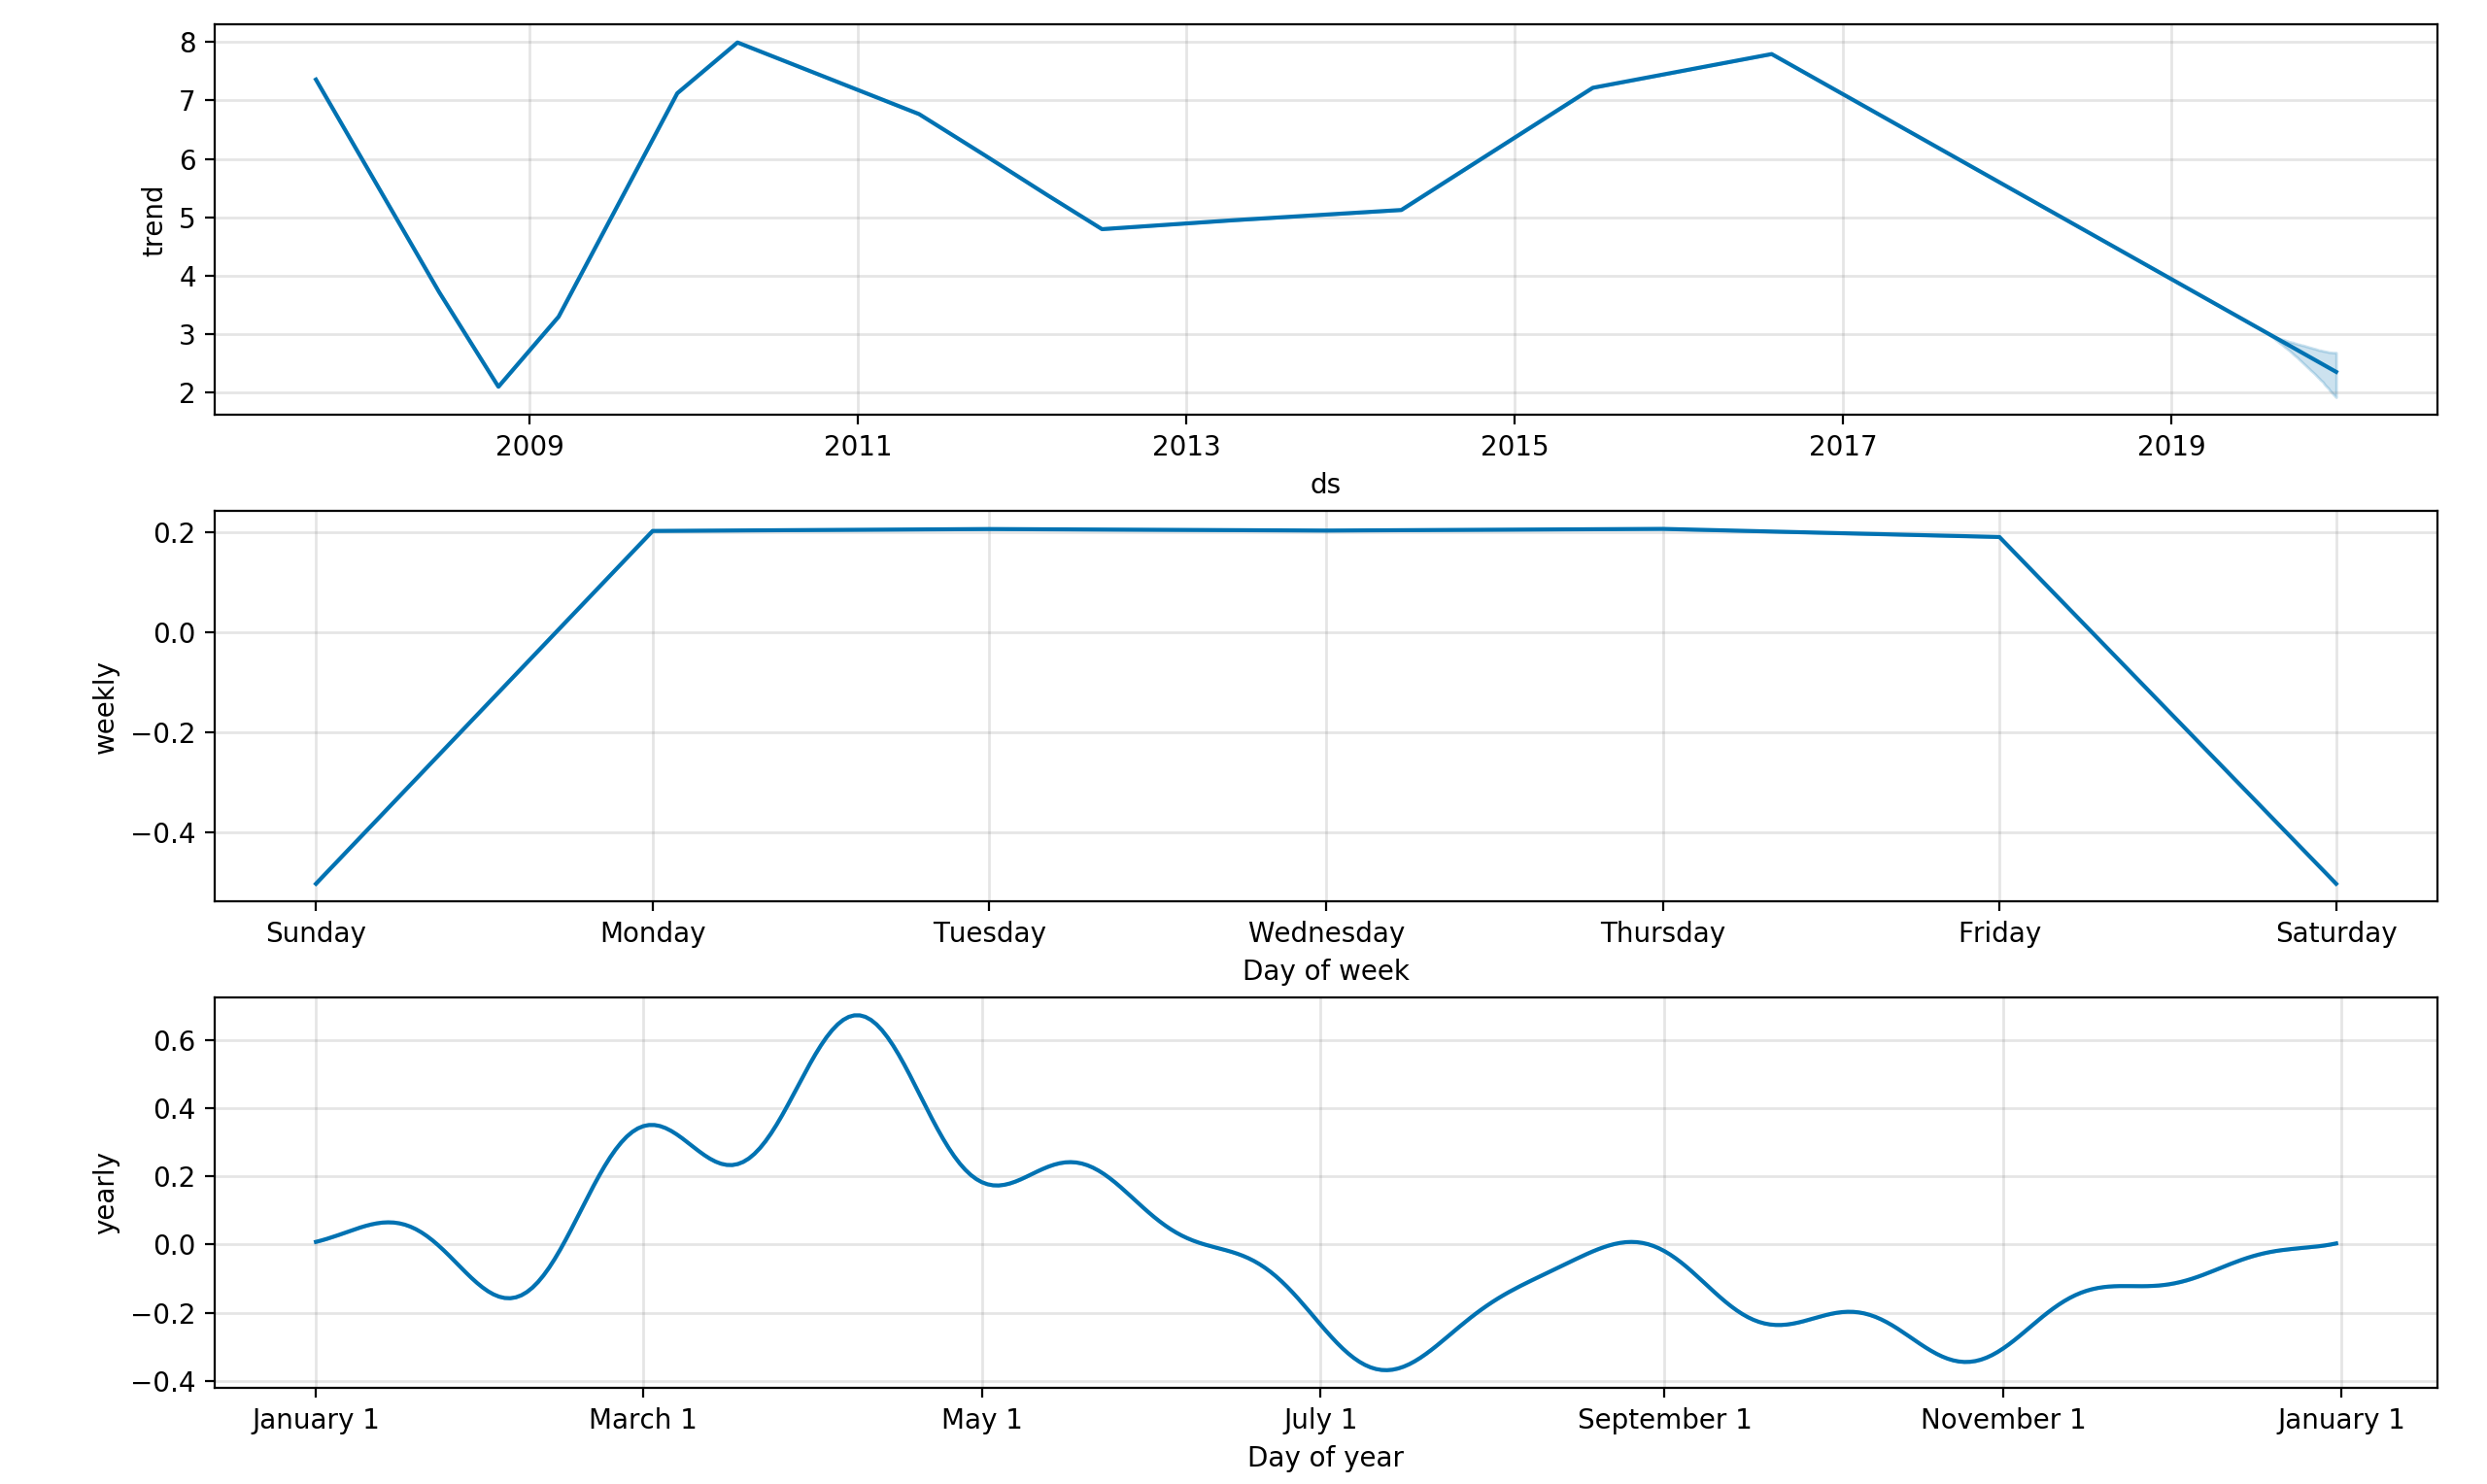 8
7
6
5
4
3
2
trend
2009 2011 2013 2015 2017 2019
ds
0.2
0.0
−0.2
−0.4
weekly
Sunday Monday Tuesday Wednesday Thursday Friday Saturday
Day of week
0.6
0.4
0.2
0.0
−0.2
−0.4
yearly
January 1 March 1 May 1 July 1 September 1 November 1 January 1
Day of year